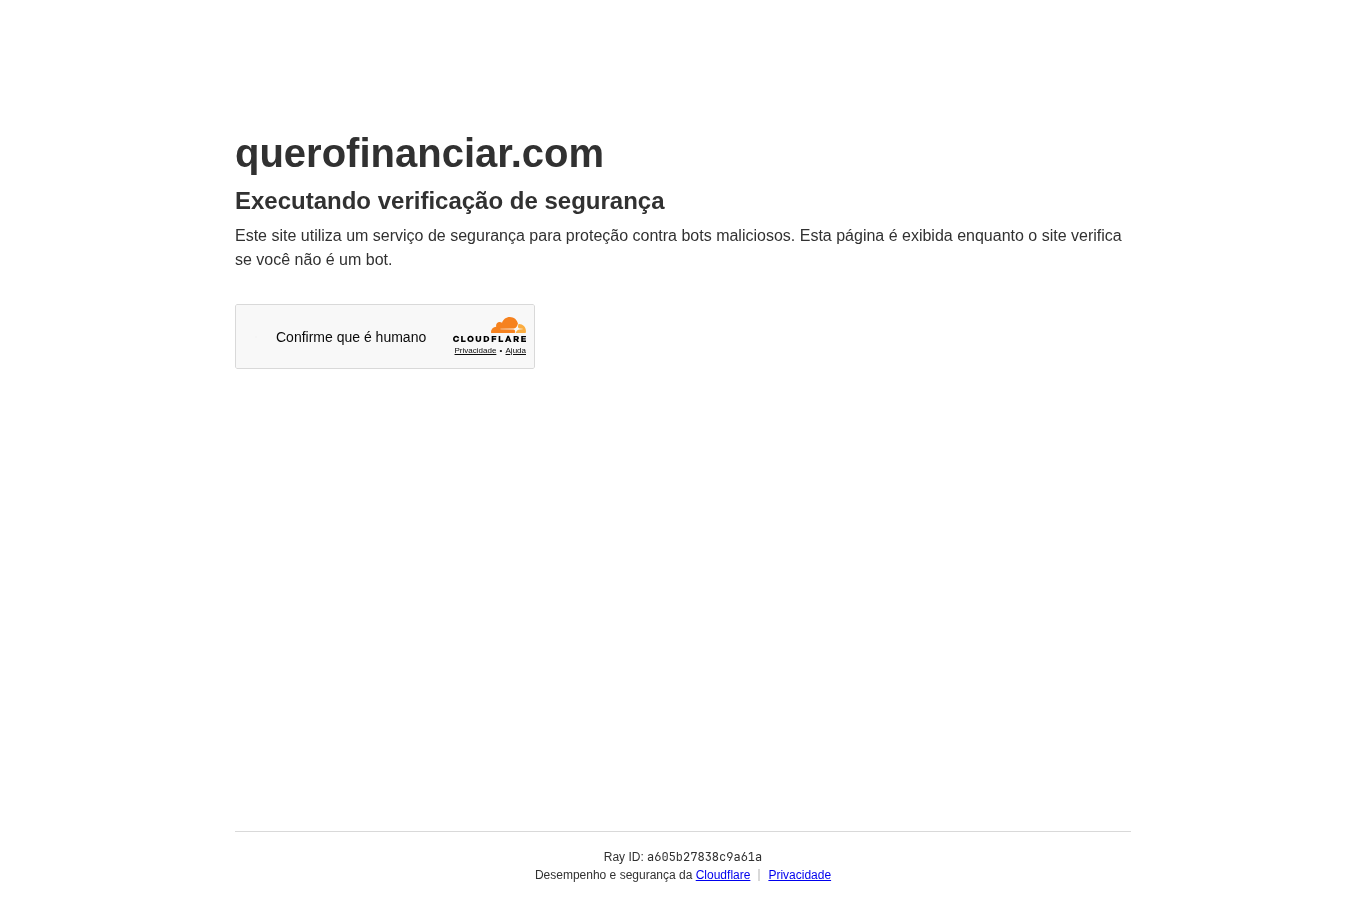 querofinanciar.com
Executando verificação de segurança
Este site utiliza um serviço de segurança para proteção contra bots maliciosos. Esta página é exibida enquanto o site verifica
se você não é um bot.
Confirme que é humano
CLOUDFLARE
Privacidade • Ajuda
Ray ID: a605b27838c9a61a
Desempenho e segurança da Cloudflare | Privacidade